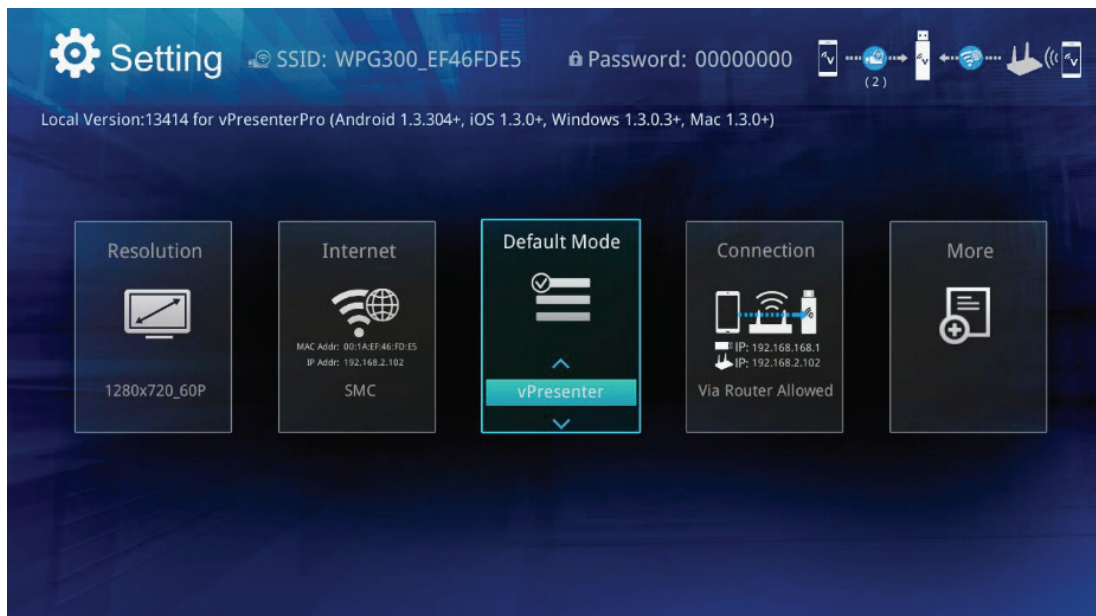 Setting SSID: WPG300_EF46FDE5 Password: 00000000
(2)
Local Version:13414 for vPresenterPro (Android 1.3.304+, iOS 1.3.0+, Windows 1.3.0.3+, Mac 1.3.0+)
Resolution
1280x720_60P
Internet
MAC Addr: 00:1A:EF:46:FD:E5
IP Addr: 192.168.2.102
SMC
Default Mode
vPresenter
Connection
IP: 192.168.168.1
IP: 192.168.2.102
Via Router Allowed
More